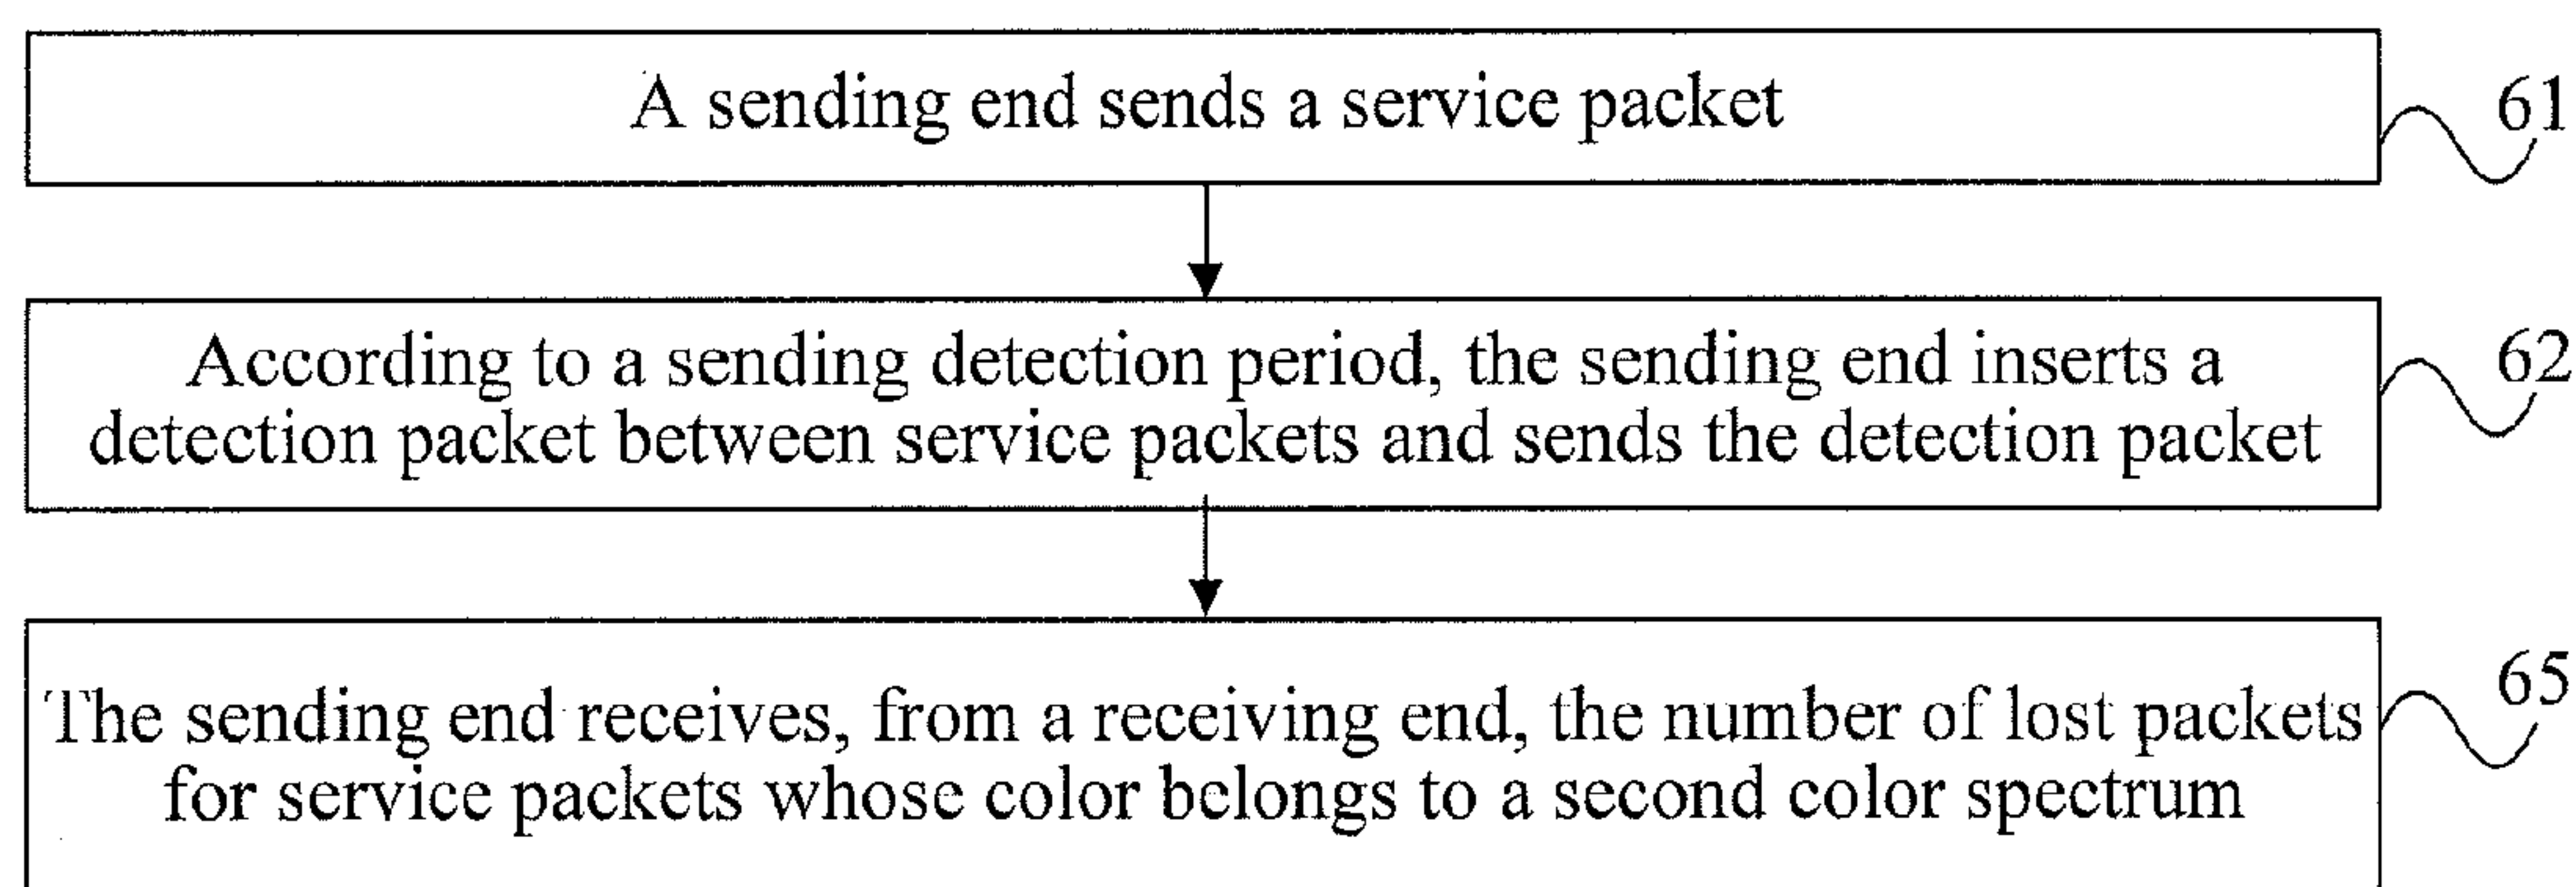 A sending end sends a service packet
61
According to a sending detection period, the sending end inserts a
detection packet between service packets and sends the detection packet
62
The sending end receives, from a receiving end, the number of lost packets
for service packets whose color belongs to a second color spectrum
65